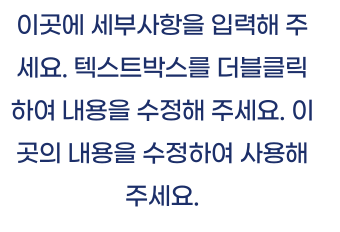 이곳에 세부사항을 입력해 주
세요. 텍스트박스를 더블클릭
하여 내용을 수정해 주세요. 이
곳의 내용을 수정하여 사용해
주세요.